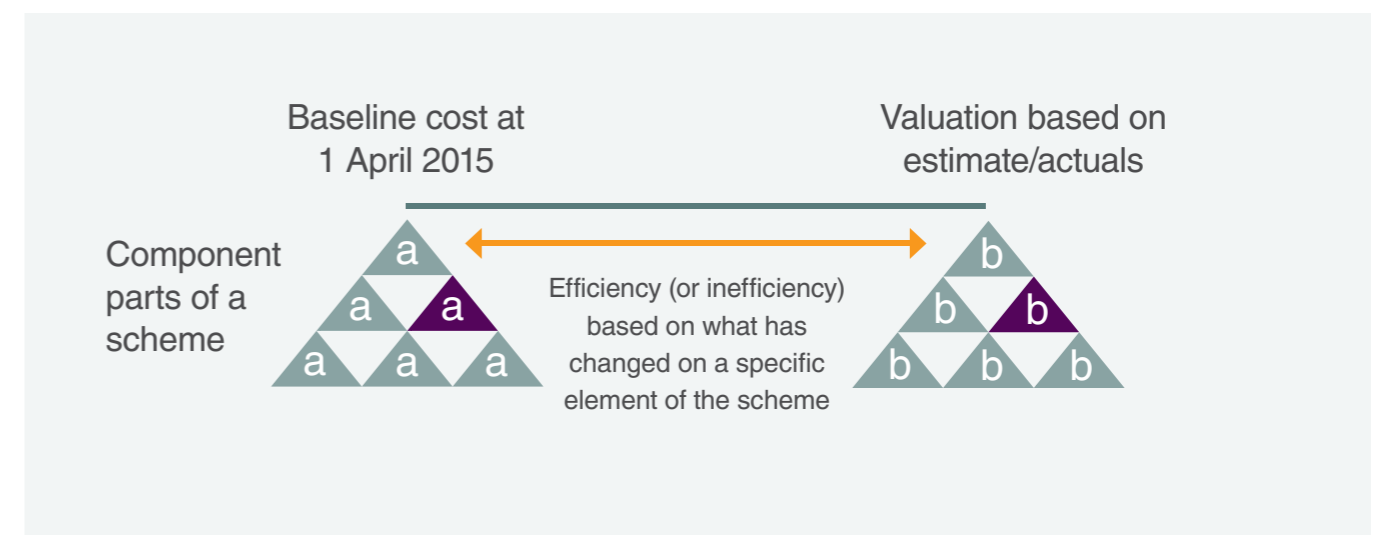 Baseline cost at
1 April 2015
Valuation based on
estimate/actuals
Component
parts of a
scheme
a
a a
a a a
Efficiency (or inefficiency)
based on what has
changed on a specific
element of the scheme
b
b b
b b b